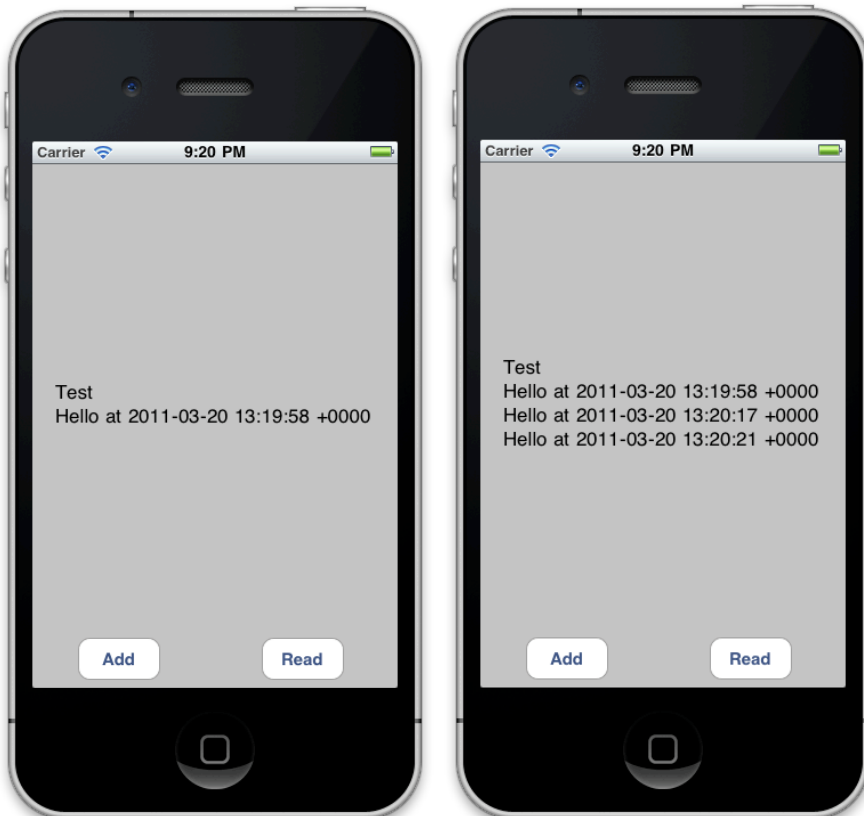 Carrier 9:20 PM
Test
Hello at 2011-03-20 13:19:58 +0000
Add Read
Carrier 9:20 PM
Test
Hello at 2011-03-20 13:19:58 +0000
Hello at 2011-03-20 13:20:17 +0000
Hello at 2011-03-20 13:20:21 +0000
Add Read